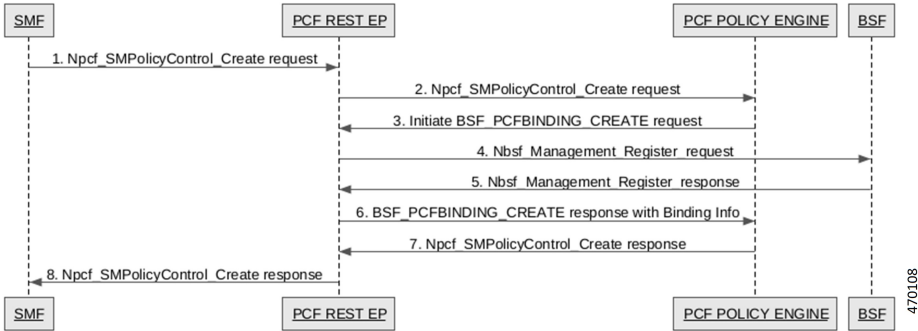 SMF
PCF REST EP
PCF POLICY ENGINE
BSF
1. Npcf_SMPolicyControl_Create request
2. Npcf_SMPolicyControl_Create request
3. Initiate BSF_PCFBINDING_CREATE request
4. Nbsf_Management_Register_request
5. Nbsf_Management_Register_response
6. BSF_PCFBINDING_CREATE response with Binding Info
7. Npcf_SMPolicyControl_Create response
8. Npcf_SMPolicyControl_Create response
SMF
PCF REST EP
PCF POLICY ENGINE
BSF
470108